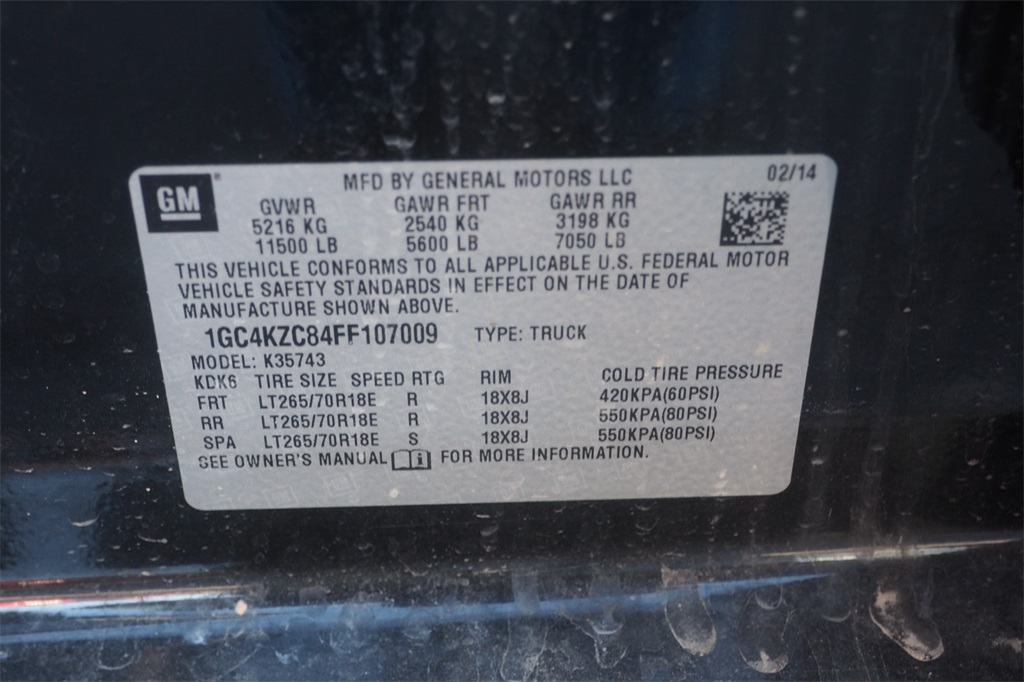 GM
MFD BY GENERAL MOTORS LLC 02/14
GVWR GAWR FRT GAWR RR
5216 KG 2540 KG 3198 KG
11500 LB 5600 LB 7050 LB
THIS VEHICLE CONFORMS TO ALL APPLICABLE U.S. FEDERAL MOTOR
VEHICLE SAFETY STANDARDS IN EFFECT ON THE DATE OF
MANUFACTURE SHOWN ABOVE.
1GC4KZC84FF107009 TYPE: TRUCK
MODEL: K35743
KDK6 TIRE SIZE SPEED RTG RIM COLD TIRE PRESSURE
FRT LT265/70R18E R 18X8J 420KPA(60PSI)
RR LT265/70R18E R 18X8J 550KPA(80PSI)
SPA LT265/70R18E S 18X8J 550KPA(80PSI)
SEE OWNER'S MANUAL FOR MORE INFORMATION.